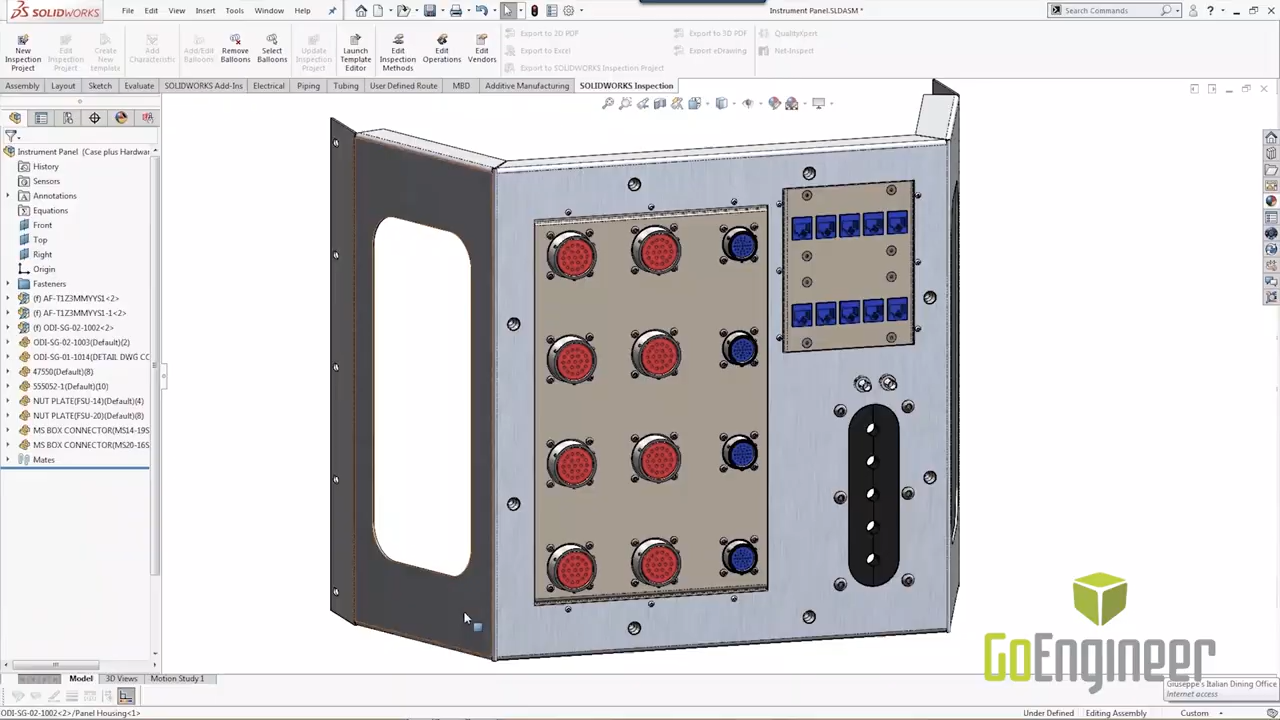 SOLIDWORKS File Edit View Insert Tools Window Help Instrument Panel.SLDASM * Search Commands
New Inspection Project
Edit Inspection Project
Create New template
Add Characteristic
Add/Edit Balloons
Remove Balloons
Select Balloons
Update Inspection Project
Launch Template Editor
Edit Inspection Methods
Edit Operations
Edit Vendors
Export to 2D PDF
Export to Excel
Export to SOLIDWORKS Inspection Project
Export to 3D PDF
Export eDrawing
QualityXpert
Net-Inspect
Assembly Layout Sketch Evaluate SOLIDWORKS Add-Ins Electrical Piping Tubing User Defined Route MBD Additive Manufacturing SOLIDWORKS Inspection
Instrument Panel (Case plus Hardwa
History
Sensors
Annotations
Equations
Front
Top
Right
Origin
Fasteners
(f) AF-T1Z3MMYYS1<2>
(f) AF-T1Z3MMYYS1-1<2>
(f) ODI-SG-02-1002<2>
ODI-SG-02-1003(Default)(2)
ODI-SG-01-1014(DETAIL DWG CO
47550(Default)(8)
555052-1(Default)(10)
NUT PLATE(FSU-14)(Default)(4)
NUT PLATE(FSU-20)(Default)(8)
MS BOX CONNECTOR(MS14-19S
MS BOX CONNECTOR(MS20-16S
Mates
GoEngineer
Giuseppe's Italian Dining Office
Internet access
Model 3D Views Motion Study 1
ODI-SG-02-1002<2>/Panel Housing<1> Under Defined Editing Assembly Custom